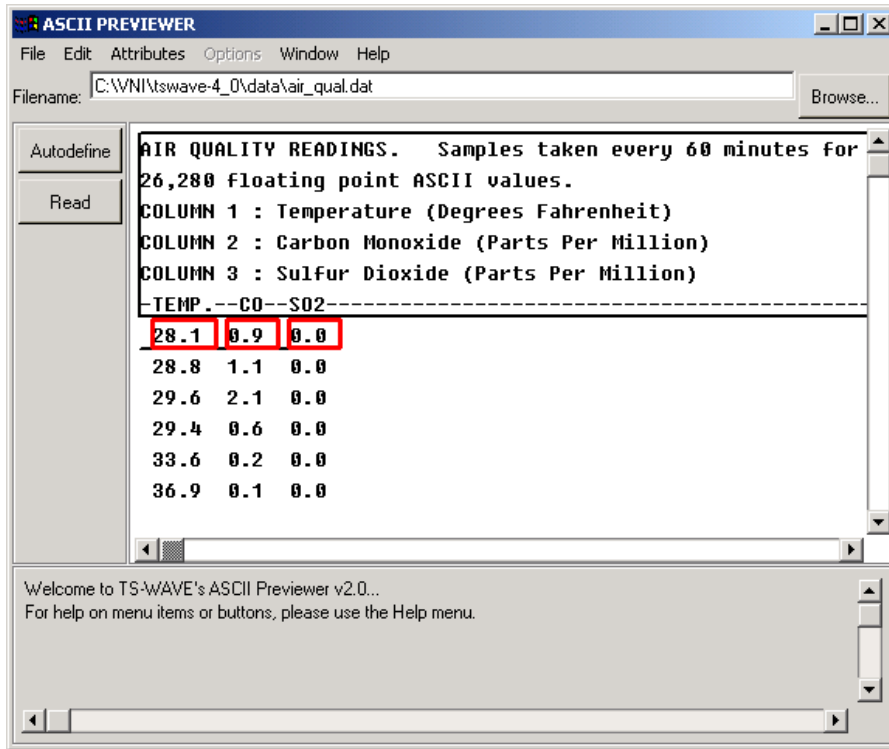 ASCII PREVIEWER
File Edit Attributes Options Window Help
Filename: C:\VNI\tswave-4_0\data\air_qual.dat
Browse...
Autodefine
Read
AIR QUALITY READINGS. Samples taken every 60 minutes for
26,280 floating point ASCII values.
COLUMN 1 : Temperature (Degrees Fahrenheit)
COLUMN 2 : Carbon Monoxide (Parts Per Million)
COLUMN 3 : Sulfur Dioxide (Parts Per Million)
-TEMP.--CO--SO2--------------------------------------------
28.1 0.9 0.0
28.8 1.1 0.0
29.6 2.1 0.0
29.4 0.6 0.0
33.6 0.2 0.0
36.9 0.1 0.0
Welcome to TS-WAVE's ASCII Previewer v2.0...
For help on menu items or buttons, please use the Help menu.